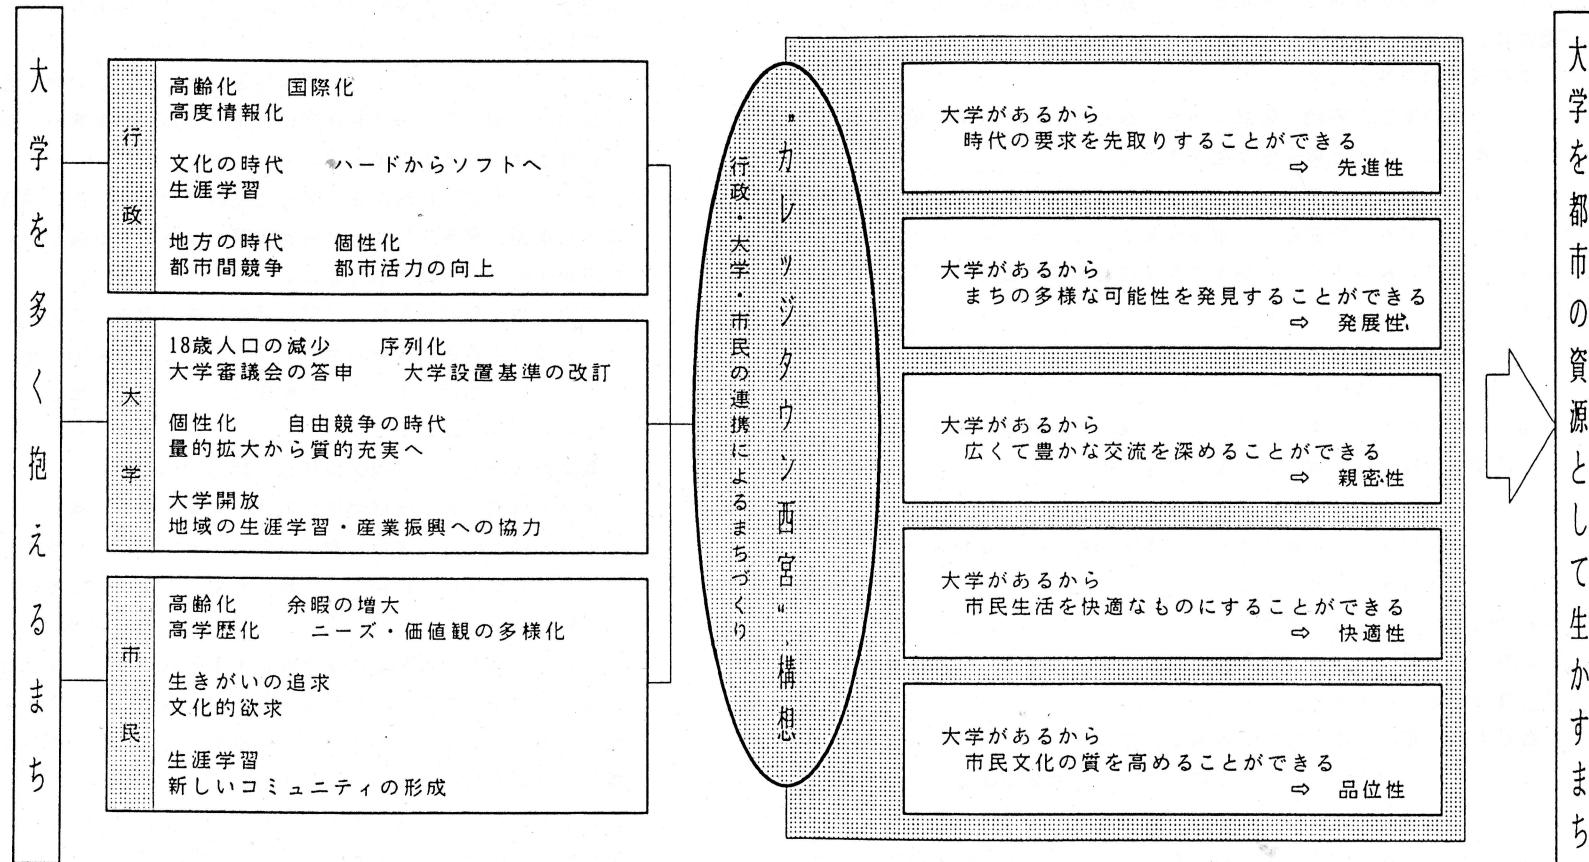 大学を多く抱えるまち
行政
高齢化　国際化
高度情報化
文化の時代　ハードからソフトへ
生涯学習
地方の時代　個性化
都市間競争　都市活力の向上
大学
18歳人口の減少　序列化
大学審議会の答申　大学設置基準の改訂
個性化　自由競争の時代
量的拡大から質的充実へ
大学開放
地域の生涯学習・産業振興への協力
市民
高齢化　余暇の増大
高学歴化　ニーズ・価値観の多様化
生きがいの追求
文化的欲求
生涯学習
新しいコミュニティの形成
"カレッジタウン西宮"構想
行政・大学・市民の連携によるまちづくり
大学があるから
時代の要求を先取りすることができる
⇨　先進性
大学があるから
まちの多様な可能性を発見することができる
⇨　発展性
大学があるから
広くて豊かな交流を深めることができる
⇨　親密性
大学があるから
市民生活を快適なものにすることができる
⇨　快適性
大学があるから
市民文化の質を高めることができる
⇨　品位性
大学を都市の資源として生かすまち